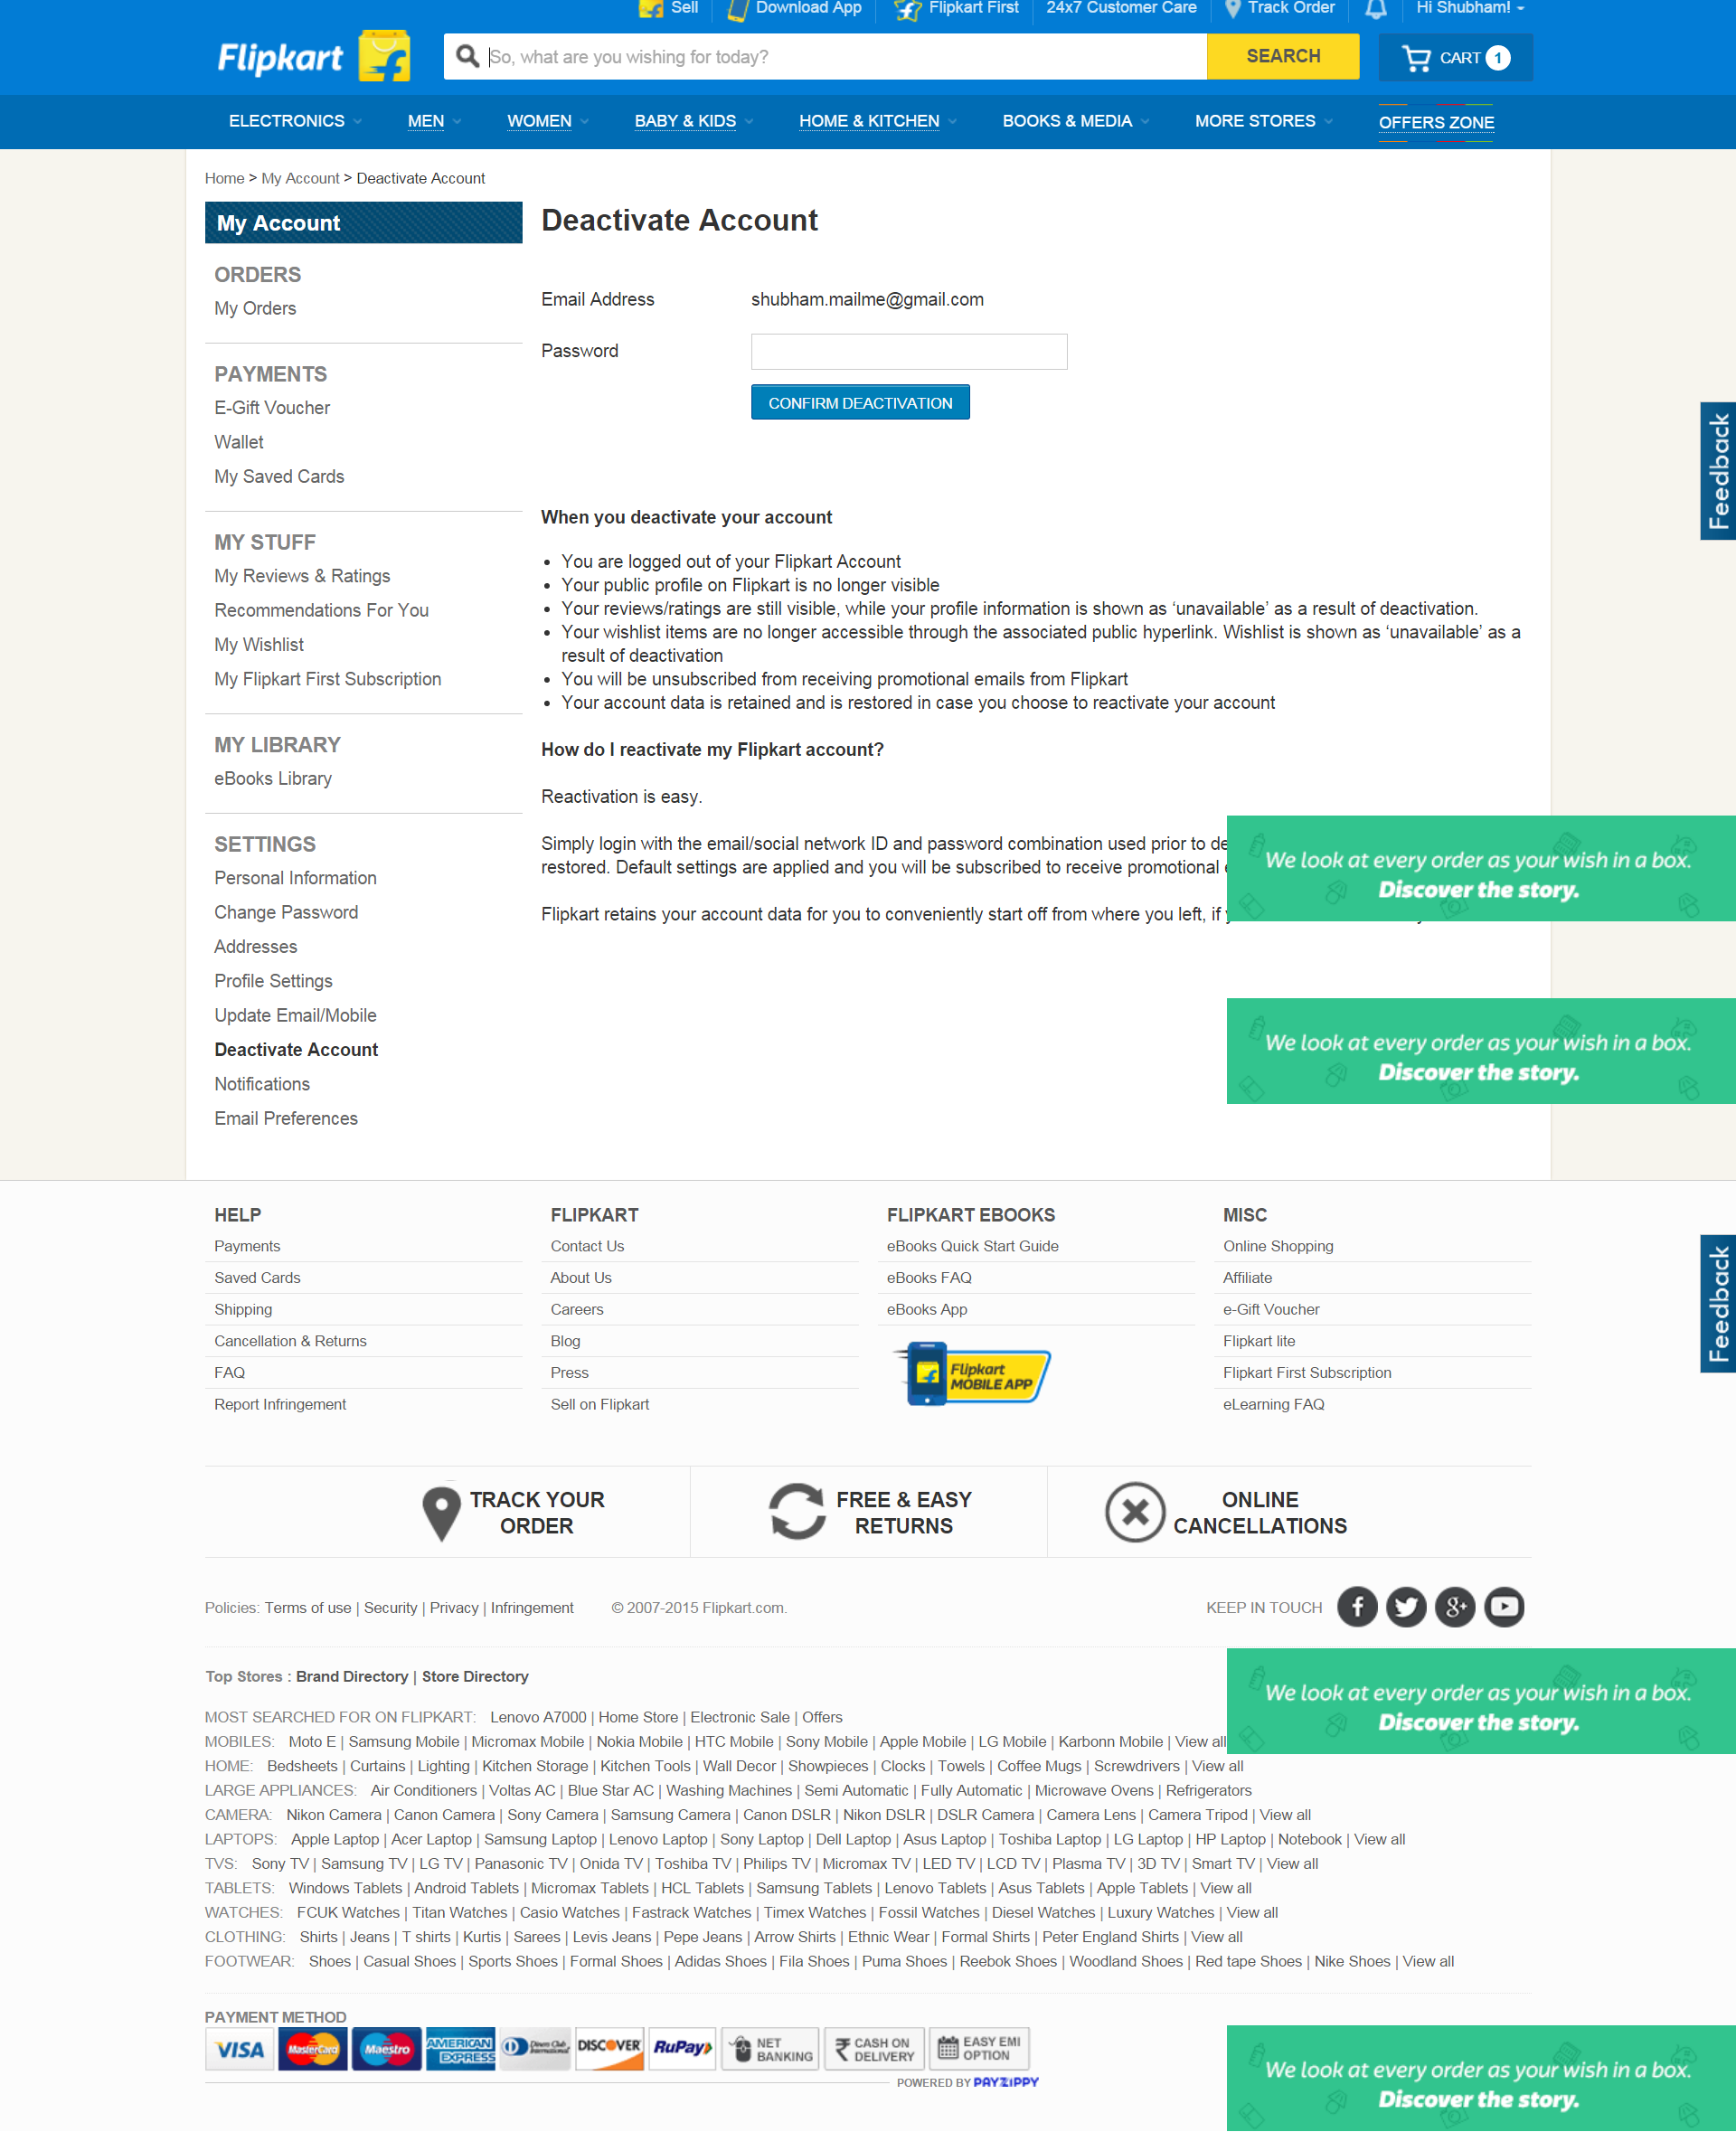 Sell Download App Flipkart First 24x7 Customer Care Track Order Hi Shubham!
Flipkart So, what are you wishing for today? SEARCH CART 1
ELECTRONICS MEN WOMEN BABY & KIDS HOME & KITCHEN BOOKS & MEDIA MORE STORES OFFERS ZONE
Home > My Account > Deactivate Account
My Account
ORDERS
My Orders
PAYMENTS
E-Gift Voucher
Wallet
My Saved Cards
MY STUFF
My Reviews & Ratings
Recommendations For You
My Wishlist
My Flipkart First Subscription
MY LIBRARY
eBooks Library
SETTINGS
Personal Information
Change Password
Addresses
Profile Settings
Update Email/Mobile
Deactivate Account
Notifications
Email Preferences
Deactivate Account
Email Address shubham.mailme@gmail.com
Password
CONFIRM DEACTIVATION
When you deactivate your account
• You are logged out of your Flipkart Account
• Your public profile on Flipkart is no longer visible
• Your reviews/ratings are still visible, while your profile information is shown as ‘unavailable’ as a result of deactivation.
• Your wishlist items are no longer accessible through the associated public hyperlink. Wishlist is shown as ‘unavailable’ as a
result of deactivation
• You will be unsubscribed from receiving promotional emails from Flipkart
• Your account data is retained and is restored in case you choose to reactivate your account
How do I reactivate my Flipkart account?
Reactivation is easy.
Simply login with the email/social network ID and password combination used prior to
restored. Default settings are applied and you will be subscribed to receive promotional
Flipkart retains your account data for you to conveniently start off from where you left, if
Feedback
We look at every order as your wish in a box.
Discover the story.
We look at every order as your wish in a box.
Discover the story.
HELP
Payments
Saved Cards
Shipping
Cancellation & Returns
FAQ
Report Infringement
FLIPKART
Contact Us
About Us
Careers
Blog
Press
Sell on Flipkart
FLIPKART EBOOKS
eBooks Quick Start Guide
eBooks FAQ
eBooks App
Flipkart
MOBILE APP
MISC
Online Shopping
Affiliate
e-Gift Voucher
Flipkart lite
Flipkart First Subscription
eLearning FAQ
Feedback
TRACK YOUR
ORDER
FREE & EASY
RETURNS
ONLINE
CANCELLATIONS
Policies: Terms of use | Security | Privacy | Infringement © 2007-2015 Flipkart.com. KEEP IN TOUCH
Top Stores : Brand Directory | Store Directory
We look at every order as your wish in a box.
Discover the story.
MOST SEARCHED FOR ON FLIPKART: Lenovo A7000 | Home Store | Electronic Sale | Offers
MOBILES: Moto E | Samsung Mobile | Micromax Mobile | Nokia Mobile | HTC Mobile | Sony Mobile | Apple Mobile | LG Mobile | Karbonn Mobile | View all
HOME: Bedsheets | Curtains | Lighting | Kitchen Storage | Kitchen Tools | Wall Decor | Showpieces | Clocks | Towels | Coffee Mugs | Screwdrivers | View all
LARGE APPLIANCES: Air Conditioners | Voltas AC | Blue Star AC | Washing Machines | Semi Automatic | Fully Automatic | Microwave Ovens | Refrigerators
CAMERA: Nikon Camera | Canon Camera | Sony Camera | Samsung Camera | Canon DSLR | Nikon DSLR | DSLR Camera | Camera Lens | Camera Tripod | View all
LAPTOPS: Apple Laptop | Acer Laptop | Samsung Laptop | Lenovo Laptop | Sony Laptop | Dell Laptop | Asus Laptop | Toshiba Laptop | LG Laptop | HP Laptop | Notebook | View all
TVS: Sony TV | Samsung TV | LG TV | Panasonic TV | Onida TV | Toshiba TV | Philips TV | Micromax TV | LED TV | LCD TV | Plasma TV | 3D TV | Smart TV | View all
TABLETS: Windows Tablets | Android Tablets | Micromax Tablets | HCL Tablets | Samsung Tablets | Lenovo Tablets | Asus Tablets | Apple Tablets | View all
WATCHES: FCUK Watches | Titan Watches | Casio Watches | Fastrack Watches | Timex Watches | Fossil Watches | Diesel Watches | Luxury Watches | View all
CLOTHING: Shirts | Jeans | T shirts | Kurtis | Sarees | Levis Jeans | Pepe Jeans | Arrow Shirts | Ethnic Wear | Formal Shirts | Peter England Shirts | View all
FOOTWEAR: Shoes | Casual Shoes | Sports Shoes | Formal Shoes | Adidas Shoes | Fila Shoes | Puma Shoes | Reebok Shoes | Woodland Shoes | Red tape Shoes | Nike Shoes | View all
PAYMENT METHOD
VISA MasterCard Maestro AMERICAN EXPRESS Diners Club International DISCOVER RuPay NET BANKING CASH ON DELIVERY EASY EMI OPTION
POWERED BY PAYZIPPY
We look at every order as your wish in a box.
Discover the story.